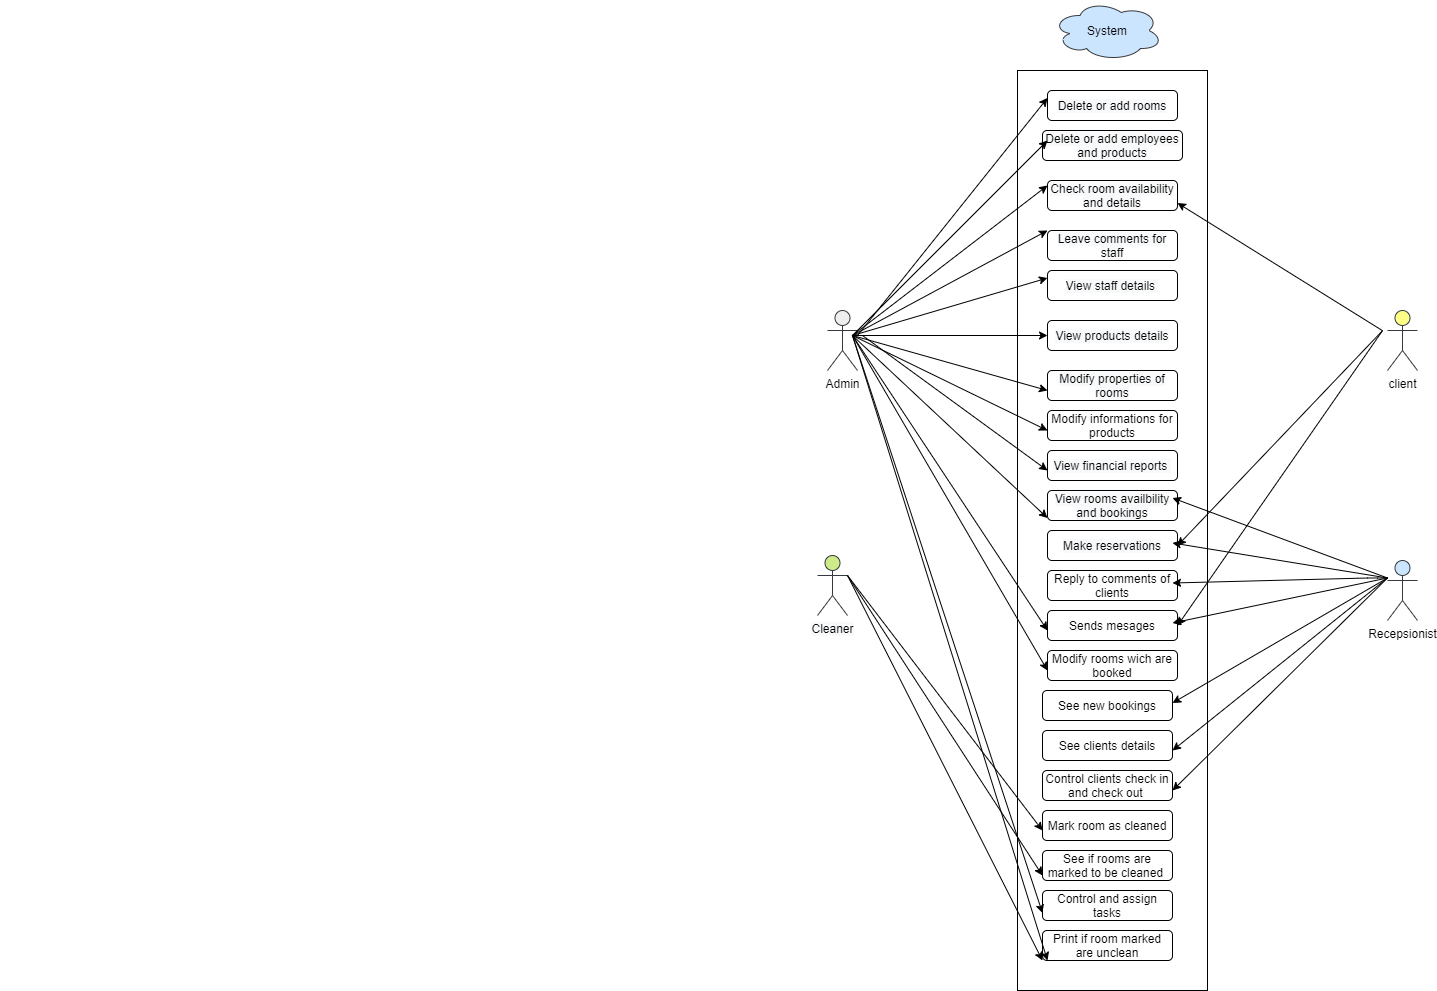 System
Delete or add rooms
Delete or add employees
and products
Check room availability
and details
Leave comments for
staff
View staff details
View products details
Admin
client
Modify properties of
rooms
Modify informations for
products
View financial reports
View rooms availbility
and bookings
Make reservations
Reply to comments of
clients
Cleaner
Sends mesages
Recepsionist
Modify rooms wich are
booked
See new bookings
See clients details
Control clients check in
and check out
Mark room as cleaned
See if rooms are
marked to be cleaned
Control and assign
tasks
Print if room marked
are unclean